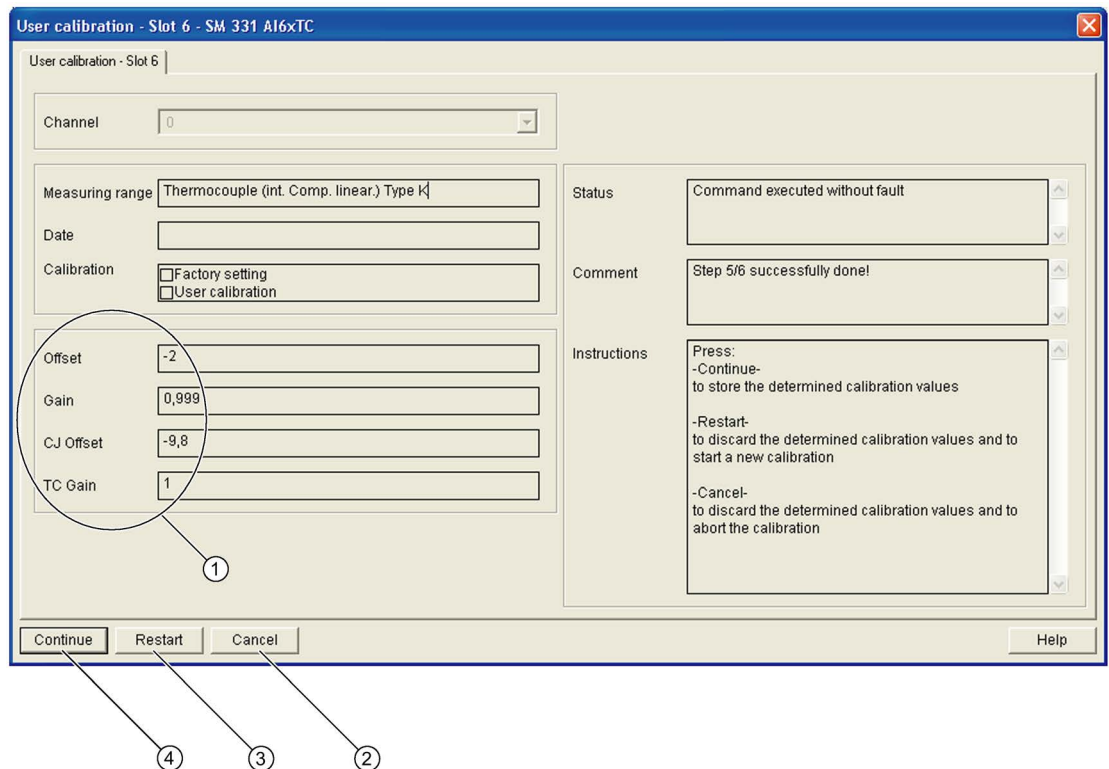 User calibration - Slot 6 - SM 331 AI6xTC
User calibration - Slot 6
Channel
0
Measuring range
Thermocouple (int. Comp. linear.) Type K
Date
Calibration
Factory setting
User calibration
Offset
-2
Gain
0,999
CJ Offset
-9,8
TC Gain
1
Status
Command executed without fault
Comment
Step 5/6 successfully done!
Instructions
Press:
-Continue-
to store the determined calibration values
-Restart-
to discard the determined calibration values and to
start a new calibration
-Cancel-
to discard the determined calibration values and to
abort the calibration
1
Continue
Restart
Cancel
Help
4
3
2